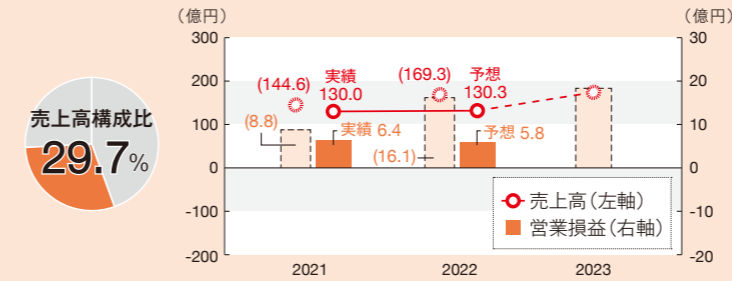 売上高構成比
29.7%
（億円）
（億円）
300
200
100
0
-100
-200
30
20
10
0
-10
-20
(144.6)
実績
130.0
(169.3)
予想
130.3
(8.8)
実績 6.4
(16.1)
予想 5.8
売上高（左軸）
営業損益（右軸）
2021
2022
2023